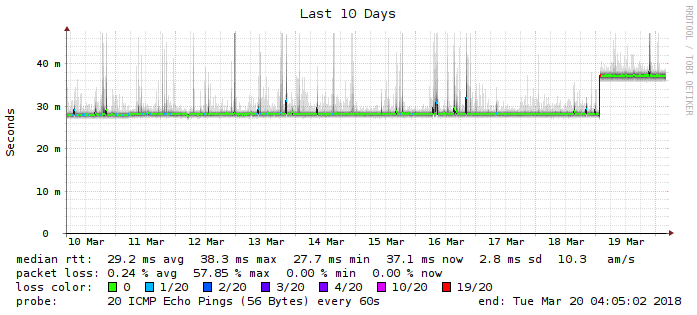 Last 10 Days
RRDTOOL / TOBI OETIKER
Seconds
40 m
30 m
20 m
10 m
0
10 Mar 11 Mar 12 Mar 13 Mar 14 Mar 15 Mar 16 Mar 17 Mar 18 Mar 19 Mar
median rtt: 29.2 ms avg 38.3 ms max 27.7 ms min 37.1 ms now 2.8 ms sd 10.3 am/s
packet loss: 0.24 % avg 57.85 % max 0.00 % min 0.00 % now
loss color: 0 1/20 2/20 3/20 4/20 10/20 19/20
probe: 20 ICMP Echo Pings (56 Bytes) every 60s end: Tue Mar 20 04:05:02 2018